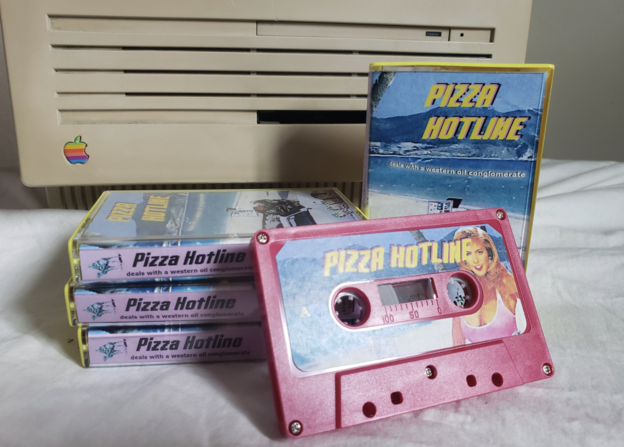 PIZZA
HOTLINE
deals with a western oil conglomerate
PIZZA
HOTLINE
Pizza Hotline
deals with a western oil conglomerate
Pizza Hotline
deals with a western oil conglomerate
Pizza Hotline
deals with a western oil conglomerate
PIZZA HOTLINE
A
100 50 0